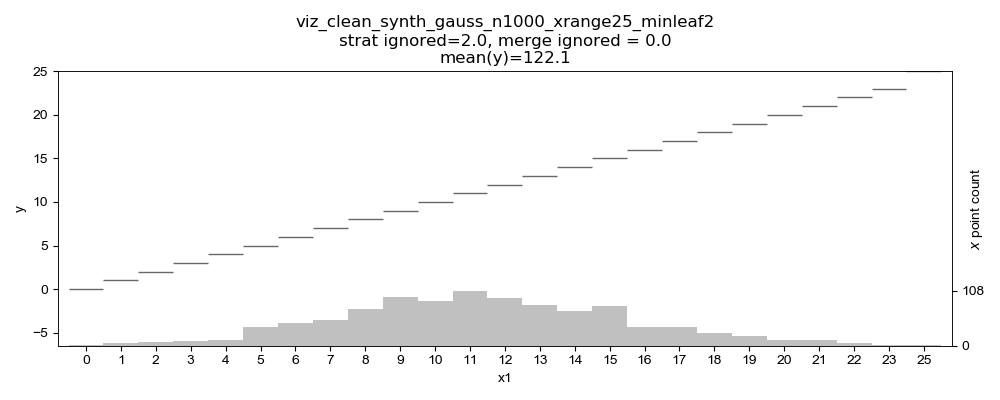 viz_clean_synth_gauss_n1000_xrange25_minleaf2
strat ignored=2.0, merge ignored = 0.0
mean(y)=122.1
25
20
15
10
5
0
−5
y
108
0
x point count
0 1 2 3 4 5 6 7 8 9 10 11 12 13 14 15 16 17 18 19 20 21 22 23 25
x1